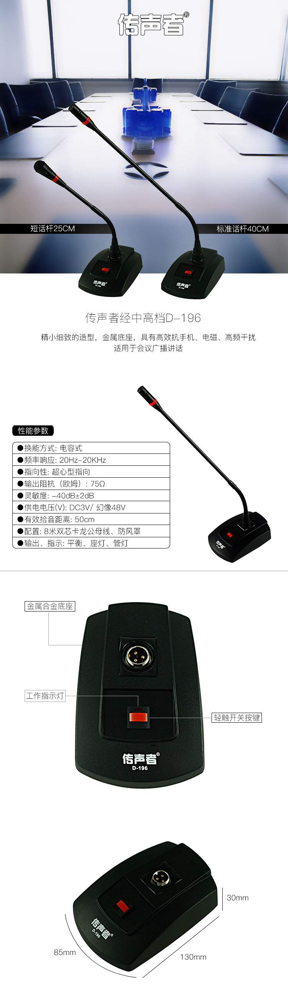 传声者®
短话杆25CM
标准话杆40CM
传声者®
D-196
传声者®
D-196
传声者经中高档D-196
精小细致的造型，金属底座，具有高效抗手机、电磁、高频干扰
适用于会议广播讲话
性能参数
●换能方式: 电容式
●频率响应: 20Hz-20KHz
●指向性: 超心型指向
●输出阻抗（欧姆）: 75Ω
●灵敏度: -40dB±2dB
●供电电压(V): DC3V/ 幻像48V
●有效拾音距离: 50cm
●配置: 8米双芯卡龙公母线、防风罩
●输出、指示: 平衡、座灯、管灯
传声者®
D-196
金属合金底座
工作指示灯
轻触开关按键
传声者®
D-196
30mm
传声者®
D-196
85mm
130mm